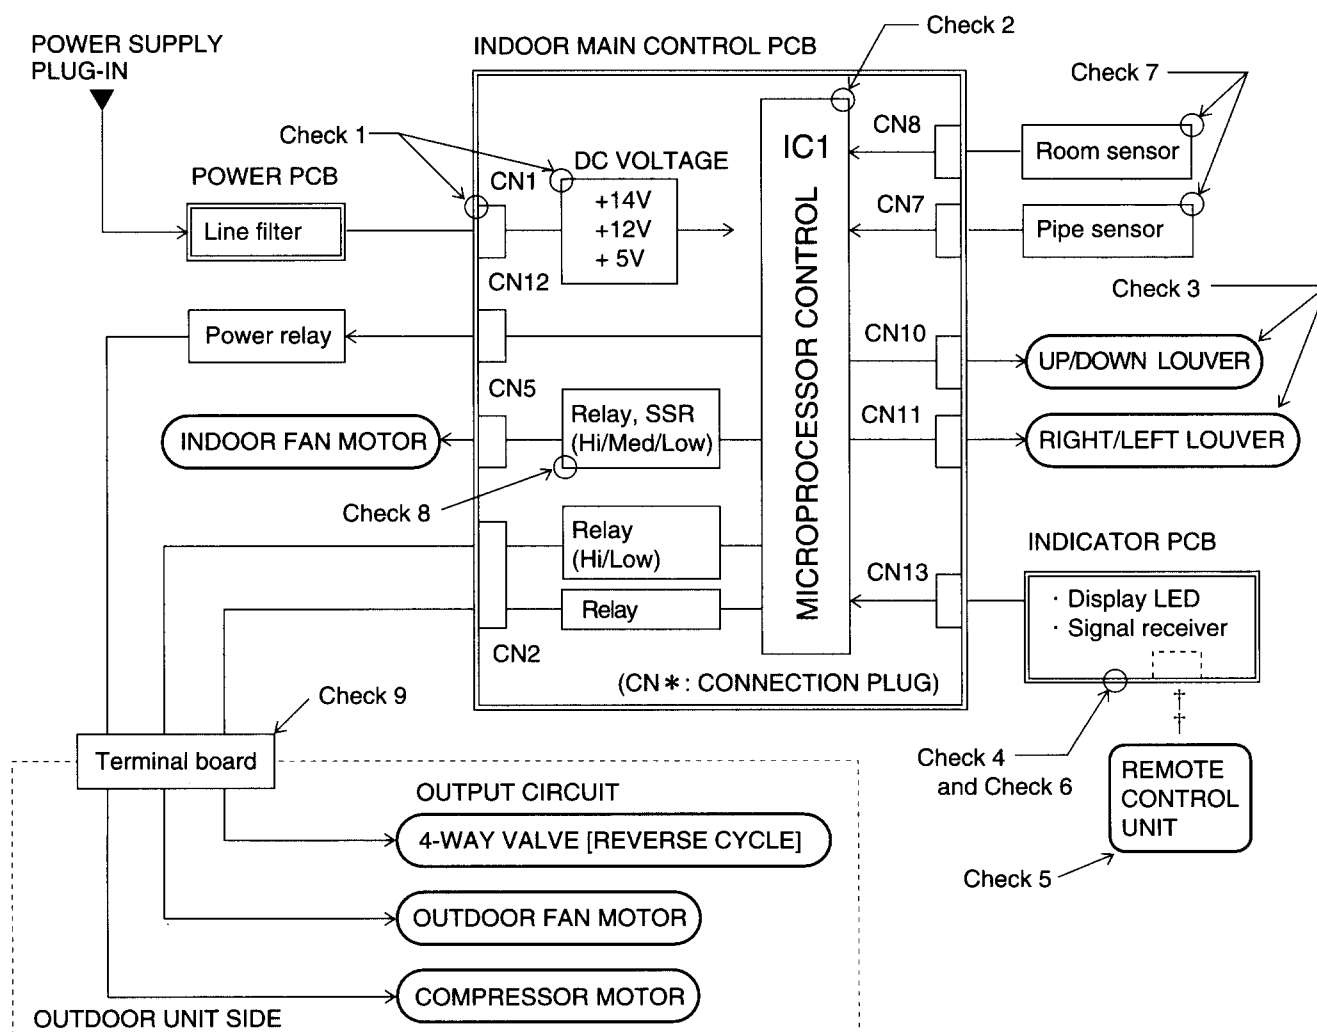 POWER SUPPLY
PLUG-IN
INDOOR MAIN CONTROL PCB
Check 2
Check 7
Check 1
POWER PCB
Line filter
CN1
DC VOLTAGE
+14V
+12V
+ 5V
IC1
MICROPROCESSOR CONTROL
CN8
Room sensor
CN7
Pipe sensor
Check 3
CN12
Power relay
CN10
UP/DOWN LOUVER
CN5
INDOOR FAN MOTOR
Relay, SSR
(Hi/Med/Low)
CN11
RIGHT/LEFT LOUVER
Check 8
Relay
(Hi/Low)
Relay
CN2
INDICATOR PCB
CN13
· Display LED
· Signal receiver
(CN＊: CONNECTION PLUG)
Check 9
Terminal board
Check 4
and Check 6
REMOTE
CONTROL
UNIT
Check 5
OUTPUT CIRCUIT
4-WAY VALVE [REVERSE CYCLE]
OUTDOOR FAN MOTOR
COMPRESSOR MOTOR
OUTDOOR UNIT SIDE